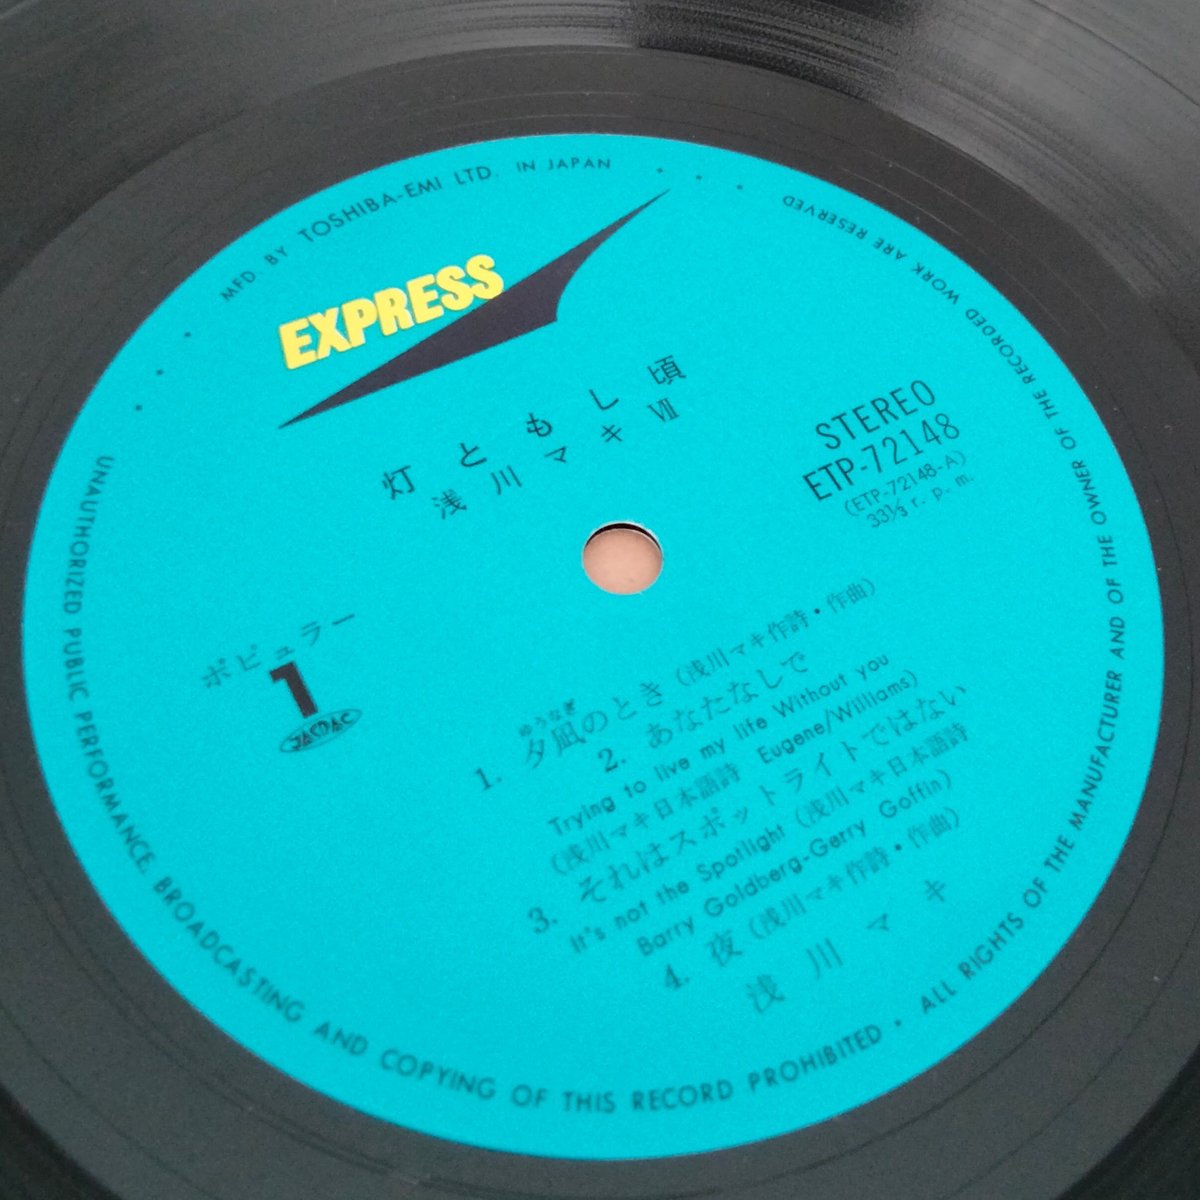 MFD. BY TOSHIBA-EMI LTD. IN JAPAN
EXPRESS
灯ともし頃
浅川マキ Ⅶ
STEREO
ETP-72148
(ETP-72148-A)
33⅓ r. p. m.
ポピュラー
1
JASRAC
ゆうなぎ
1. 夕凪のとき (浅川マキ作詩・作曲)
2. あなたなしで
Trying to live my life Without you
(浅川マキ日本語詩 Eugene/Williams)
3. それはスポットライトではない
It's not the Spotlight (浅川マキ日本語詩
Barry Goldberg-Gerry Goffin)
4. 夜 (浅川マキ作詩・作曲)
浅川マキ
UNAUTHORIZED PUBLIC PERFORMANCE, BROADCASTING AND COPYING OF THIS RECORD PROHIBITED · ALL RIGHTS OF THE MANUFACTURER AND OF THE OWNER OF THE RECORDED WORK ARE RESERVED